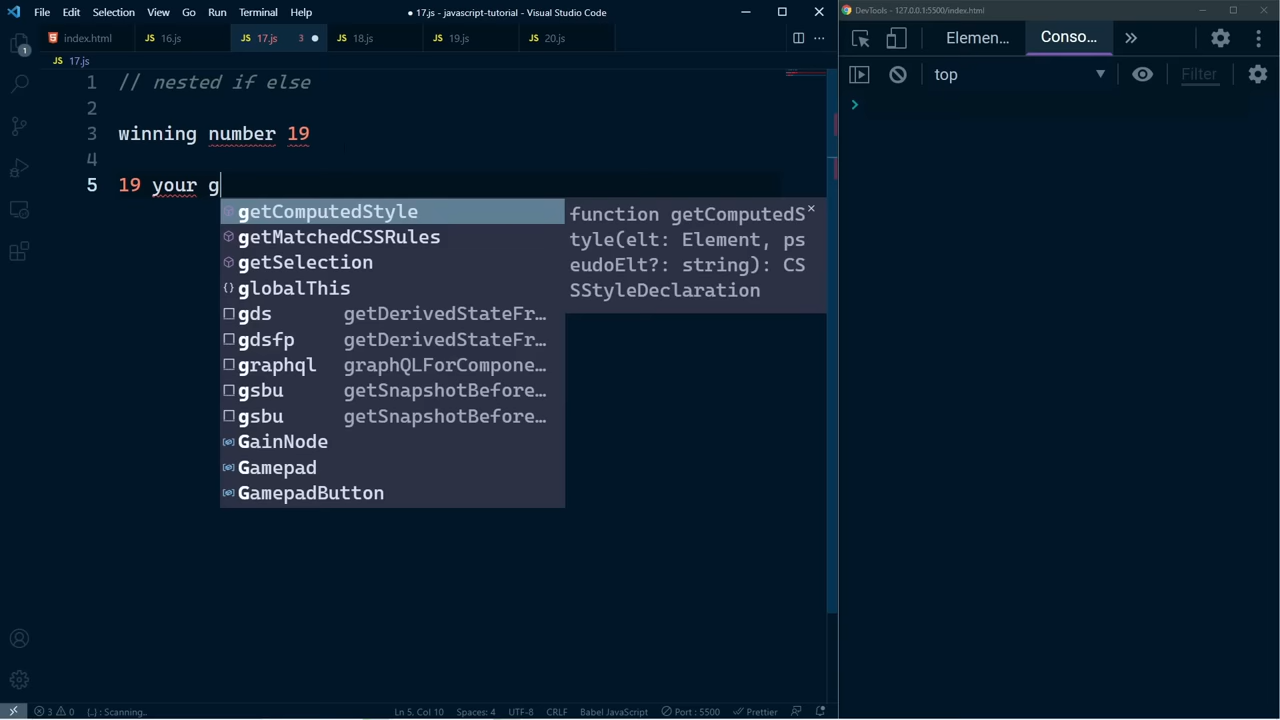 File Edit Selection View Go Run Terminal Help
● 17.js - javascript-tutorial - Visual Studio Code
DevTools - 127.0.0.1:5500/index.html
index.html JS 16.js JS 17.js 3 ● JS 18.js JS 19.js JS 20.js
Elemen… Conso… »
JS 17.js
top Filter
1 // nested if else
2
3 winning number 19
4
5 19 your g
getComputedStyle
getMatchedCSSRules
getSelection
globalThis
gds getDerivedStateFr…
gdsfp getDerivedStateFr…
graphql graphQLForCompone…
gsbu getSnapshotBefore…
gsbu getSnapshotBefore…
GainNode
Gamepad
GamepadButton
function getComputedS
tyle(elt: Element, ps
eudoElt?: string): CS
SStyleDeclaration
1
3 0 {..}: Scanning.. Ln 5, Col 10 Spaces: 4 UTF-8 CRLF Babel JavaScript Port : 5500 Prettier